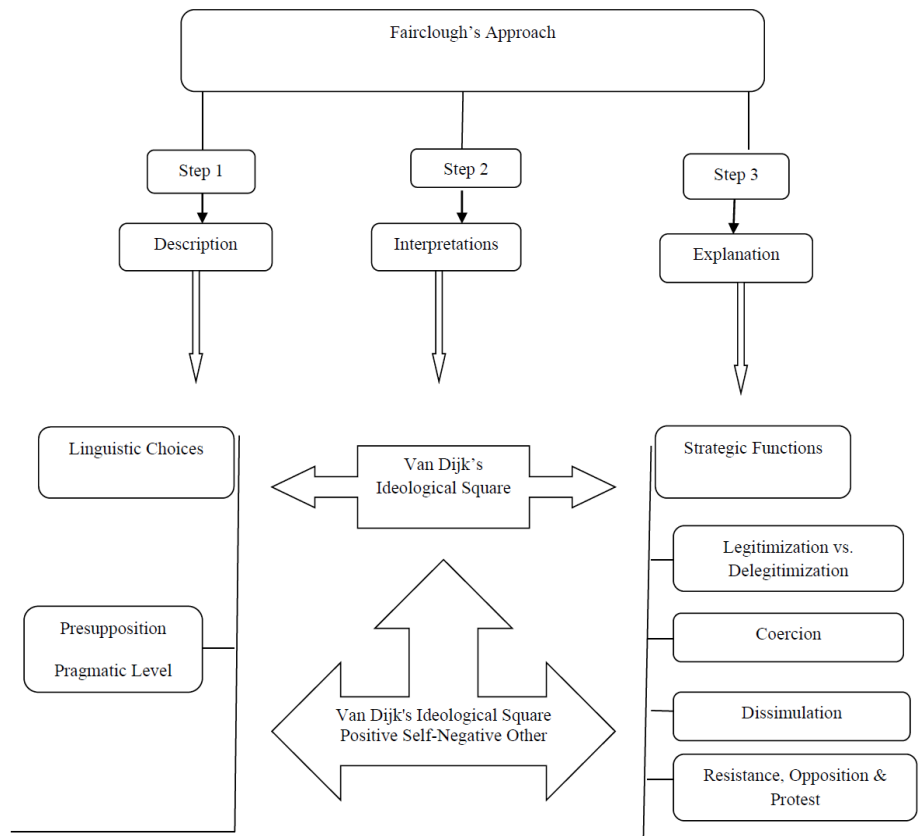 Fairclough's Approach
Step 1
Step 2
Step 3
Description
Interpretations
Explanation
Linguistic Choices
Van Dijk's
Ideological Square
Strategic Functions
Legitimization vs.
Delegitimization
Presupposition
Pragmatic Level
Coercion
Van Dijk's Ideological Square
Positive Self-Negative Other
Dissimulation
Resistance, Opposition &
Protest